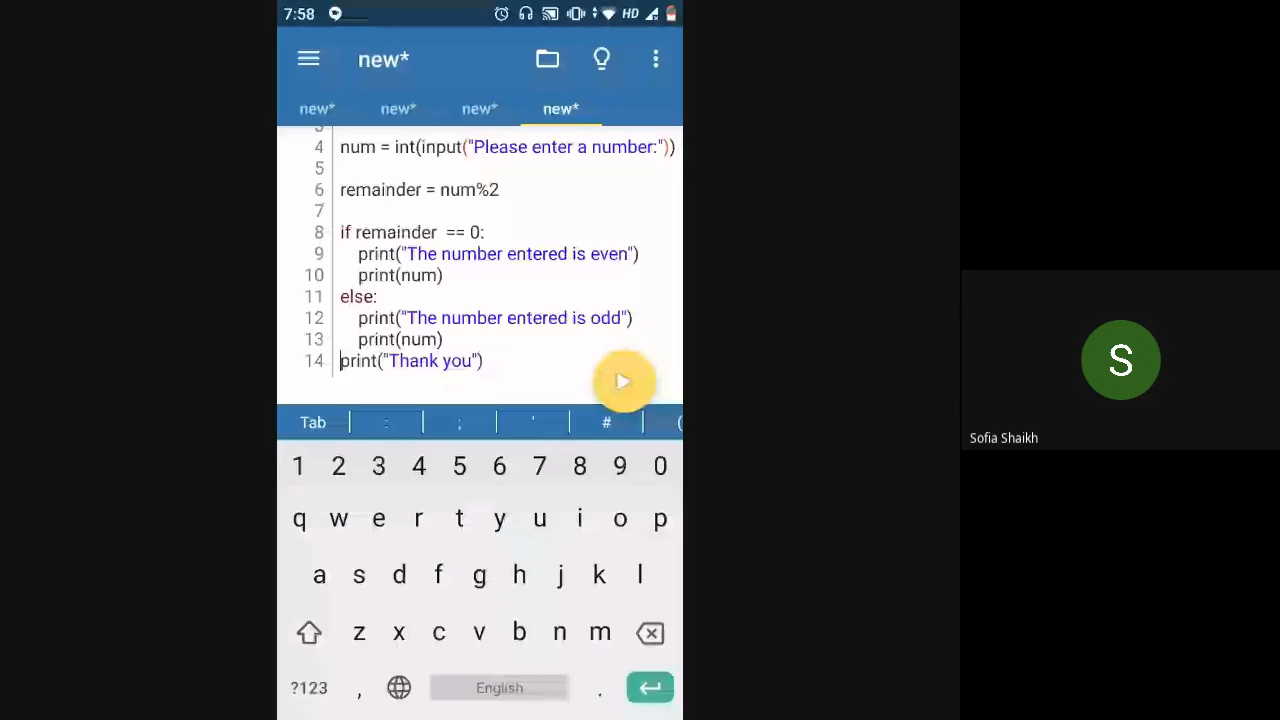 7:58 HD
new*
new* new* new* new*
3
4 num = int(input("Please enter a number:"))
5
6 remainder = num%2
7
8 if remainder  == 0:
9 print("The number entered is even")
10 print(num)
11 else:
12 print("The number entered is odd")
13 print(num)
14 print("Thank you")
Tab : ; ' # (
1 2 3 4 5 6 7 8 9 0
q w e r t y u i o p
a s d f g h j k l
z x c v b n m
?123 , English .
S
Sofia Shaikh